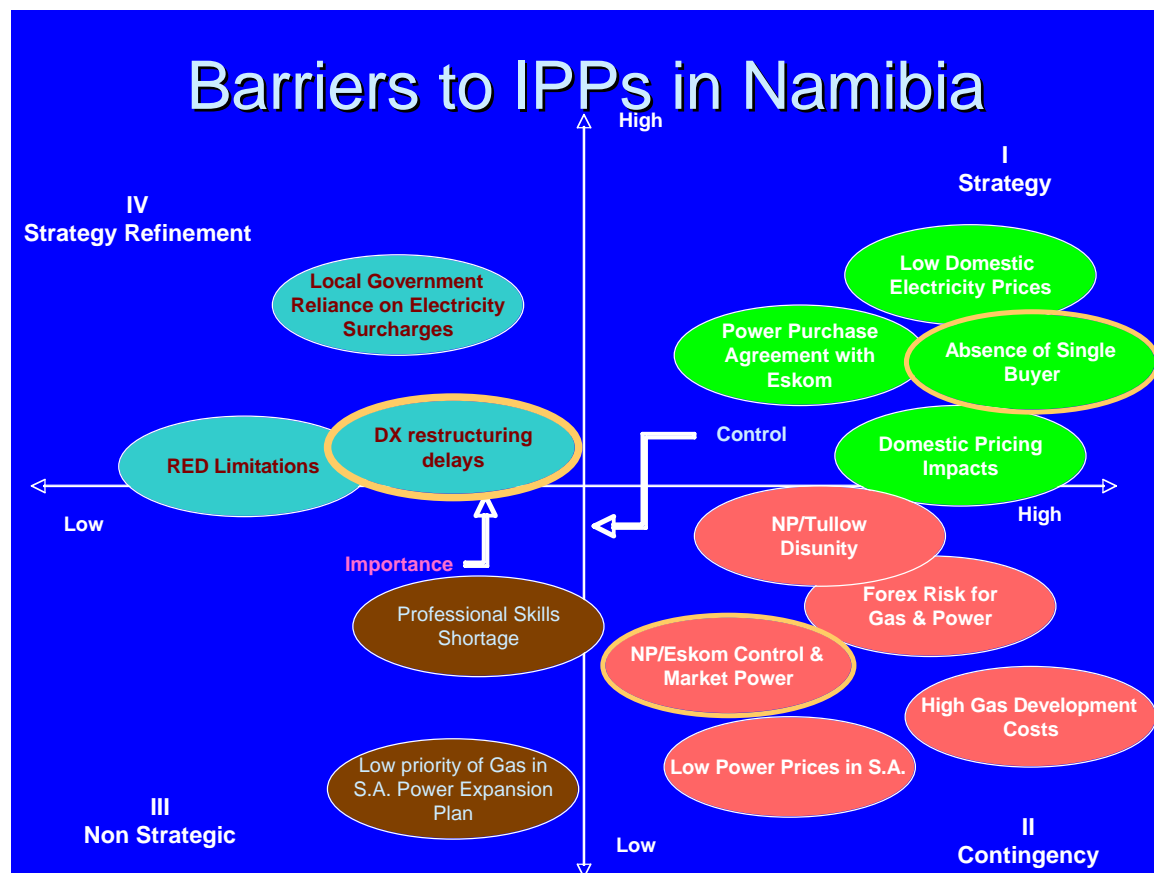 Barriers to IPPs in Namibia
High
I
Strategy
IV
Strategy Refinement
Low Domestic
Electricity Prices
Local Government
Reliance on Electricity
Surcharges
Power Purchase
Agreement with
Eskom
Absence of Single
Buyer
DX restructuring
delays
Control
Domestic Pricing
Impacts
RED Limitations
Low
High
NP/Tullow
Disunity
Importance
Forex Risk for
Gas & Power
Professional Skills
Shortage
NP/Eskom Control &
Market Power
High Gas Development
Costs
Low Power Prices in S.A.
Low priority of Gas in
S.A. Power Expansion
Plan
III
Non Strategic
Low
II
Contingency